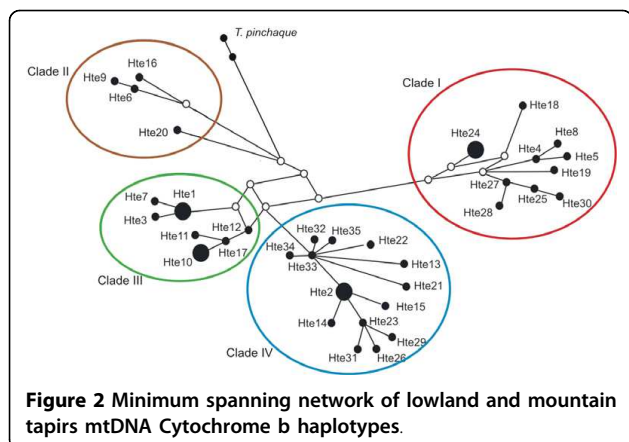 T. pinchaque
Clade I
Clade II
Hte16
Hte9
Hte6
Hte20
Hte18
Hte24
Hte8
Hte4
Hte5
Hte19
Hte27
Hte25
Hte28
Hte30
Hte7
Hte1
Hte3
Hte12
Hte11
Hte17
Hte10
Clade III
Hte32
Hte35
Hte22
Hte34
Hte33
Hte13
Hte21
Hte2
Hte15
Hte14
Hte23
Hte29
Hte31
Hte26
Clade IV
Figure 2 Minimum spanning network of lowland and mountain
tapirs mtDNA Cytochrome b haplotypes.